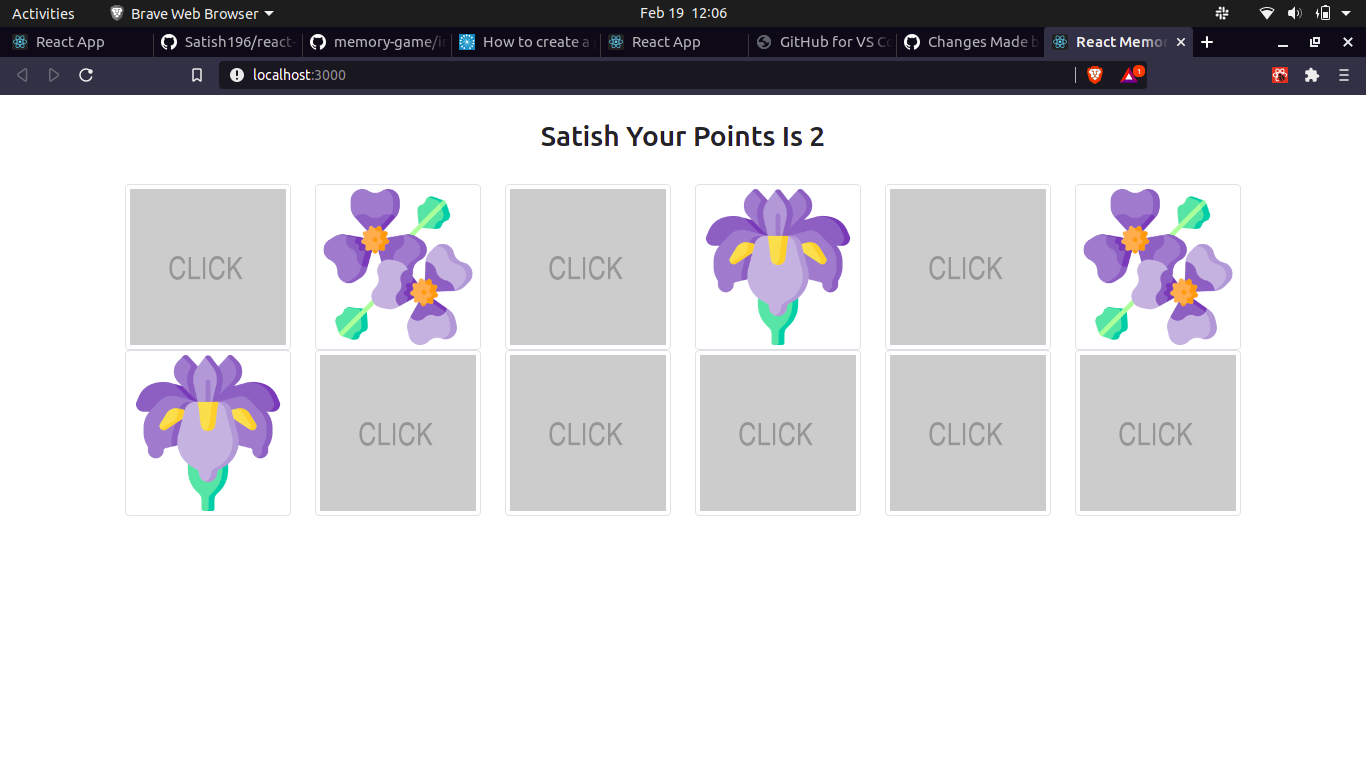 Activities Brave Web Browser Feb 19 12:06
React App Satish196/react- memory-game/ How to create a React App GitHub for VS Co Changes Made b React Memor
localhost:3000 1
Satish Your Points Is 2
CLICK CLICK CLICK
CLICK CLICK CLICK CLICK CLICK